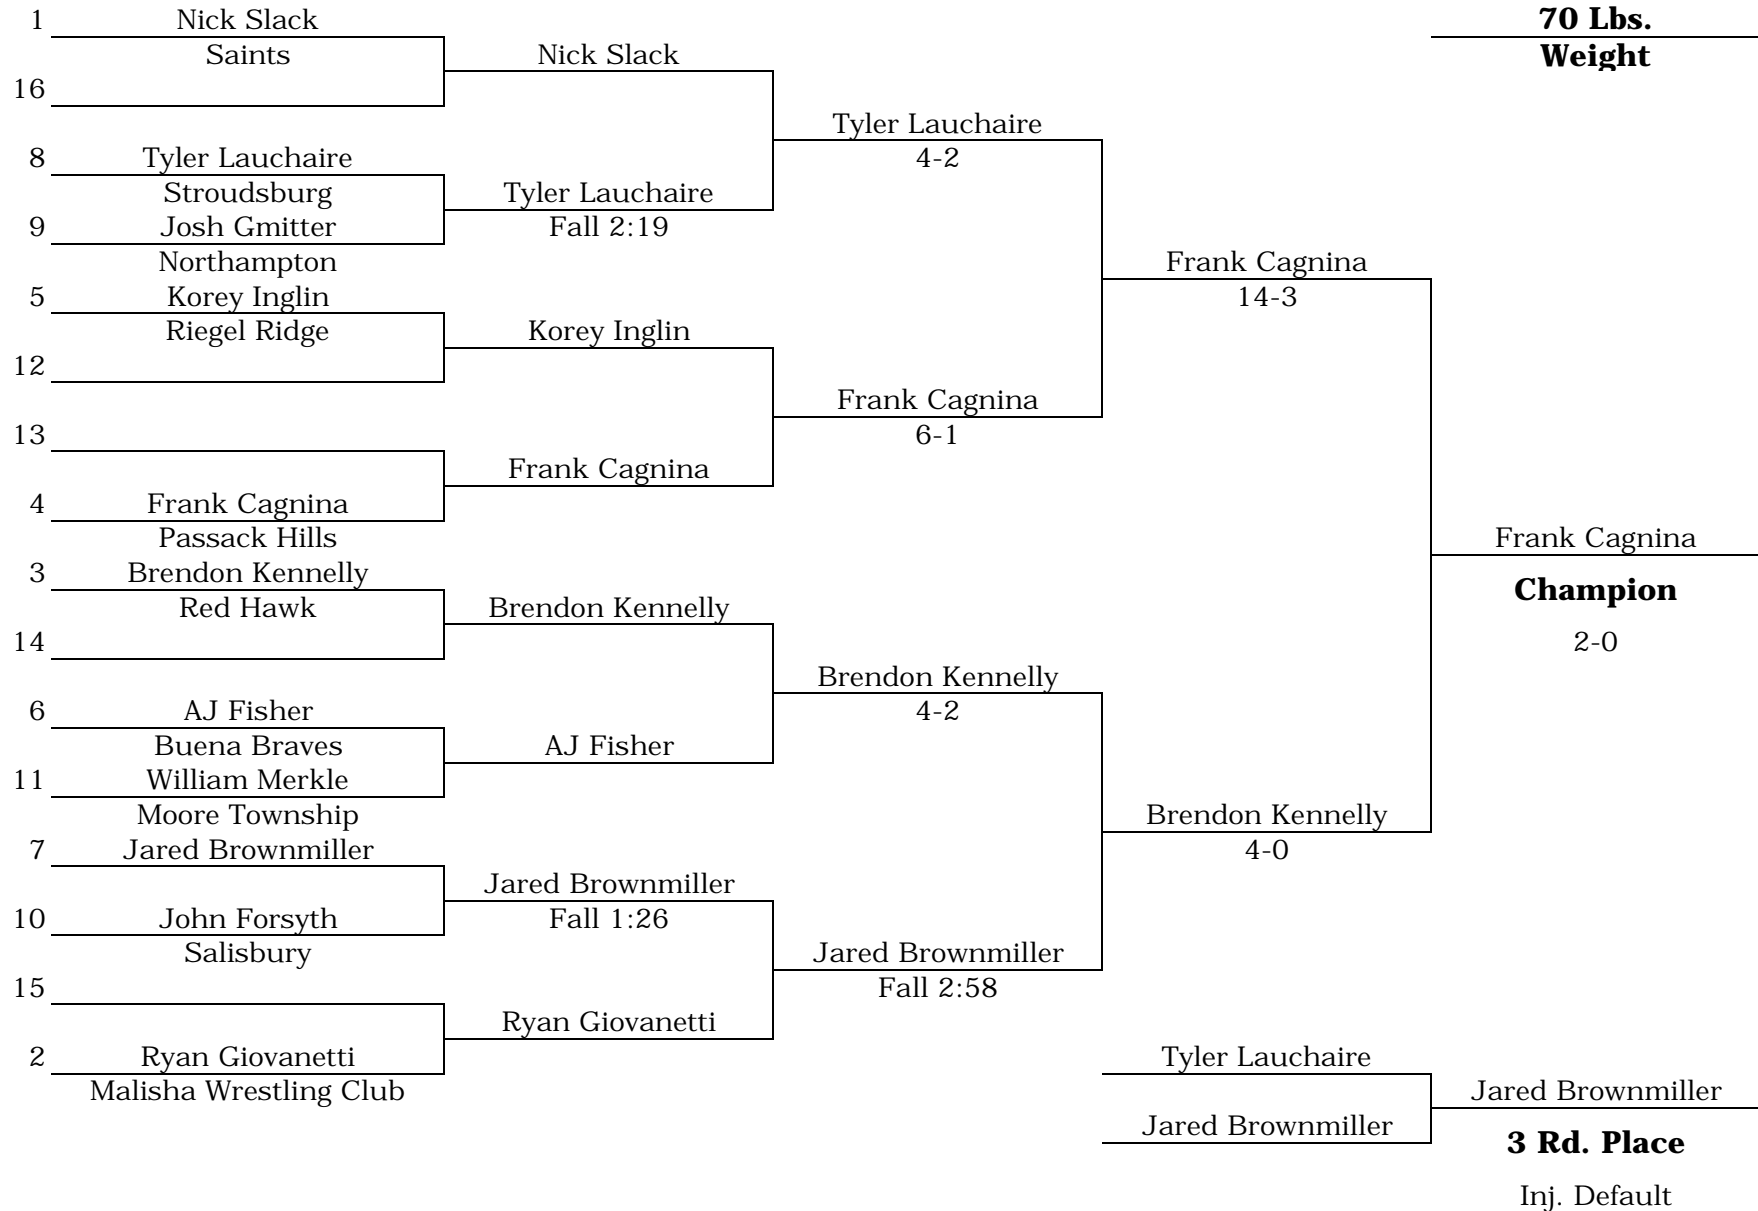 1 Nick Slack
Saints
16
8 Tyler Lauchaire
Stroudsburg
9 Josh Gmitter
Northampton
5 Korey Inglin
Riegel Ridge
12
13
4 Frank Cagnina
Passack Hills
3 Brendon Kennelly
Red Hawk
14
6 AJ Fisher
Buena Braves
11 William Merkle
Moore Township
7 Jared Brownmiller
10 John Forsyth
Salisbury
15
2 Ryan Giovanetti
Malisha Wrestling Club
Nick Slack
Tyler Lauchaire
Fall 2:19
Korey Inglin
Frank Cagnina
Brendon Kennelly
AJ Fisher
Jared Brownmiller
Fall 1:26
Ryan Giovanetti
Tyler Lauchaire
4-2
Frank Cagnina
6-1
Brendon Kennelly
4-2
Jared Brownmiller
Fall 2:58
Frank Cagnina
14-3
Brendon Kennelly
4-0
Tyler Lauchaire
Jared Brownmiller
70 Lbs.
Weight
Frank Cagnina
Champion
2-0
Jared Brownmiller
3 Rd. Place
Inj. Default